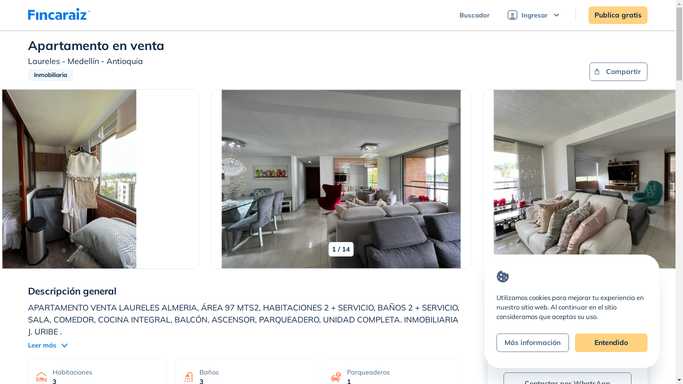 Fincaraiz
Buscador
Ingresar
Publica gratis
Apartamento en venta
Laureles - Medellín - Antioquia
Inmobiliaria
Compartir
1 / 14
Descripción general
APARTAMENTO VENTA LAURELES ALMERIA, ÁREA 97 MTS2, HABITACIONES 2 + SERVICIO, BAÑOS 2 + SERVICIO,
SALA, COMEDOR, COCINA INTEGRAL, BALCÓN, ASCENSOR, PARQUEADERO, UNIDAD COMPLETA. INMOBILIARIA
J. URIBE .
Leer más
Habitaciones
3
Baños
3
Parqueaderos
1
Utilizamos cookies para mejorar tu experiencia en
nuestro sitio web. Al continuar en el sitio
consideramos que aceptas su uso.
Más información
Entendido
Contactar por WhatsApp